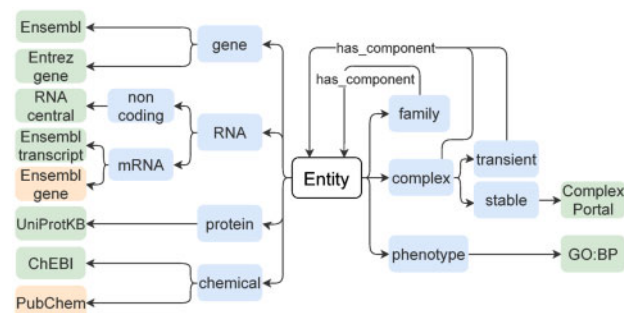 Ensembl
gene
Entrez
gene
RNA
central
non
coding
RNA
Ensembl
transcript
mRNA
Ensembl
gene
UniProtKB
protein
ChEBI
chemical
PubChem
Entity
has_component
has_component
family
complex
transient
stable
Complex
Portal
phenotype
GO:BP